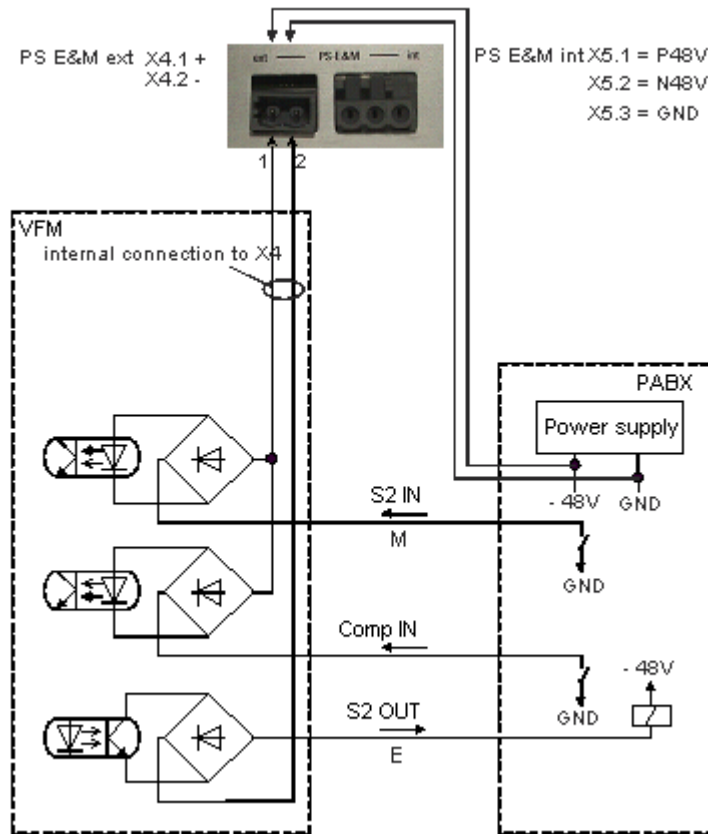 PS E&M ext X4.1 +
X4.2 -
ext PS E&M int
PS E&M int X5.1 = P48V
X5.2 = N48V
X5.3 = GND
1 2
VFM
internal connection to X4
PABX
Power supply
- 48V GND
S2 IN
M
GND
Comp IN
- 48V
GND
S2 OUT
E